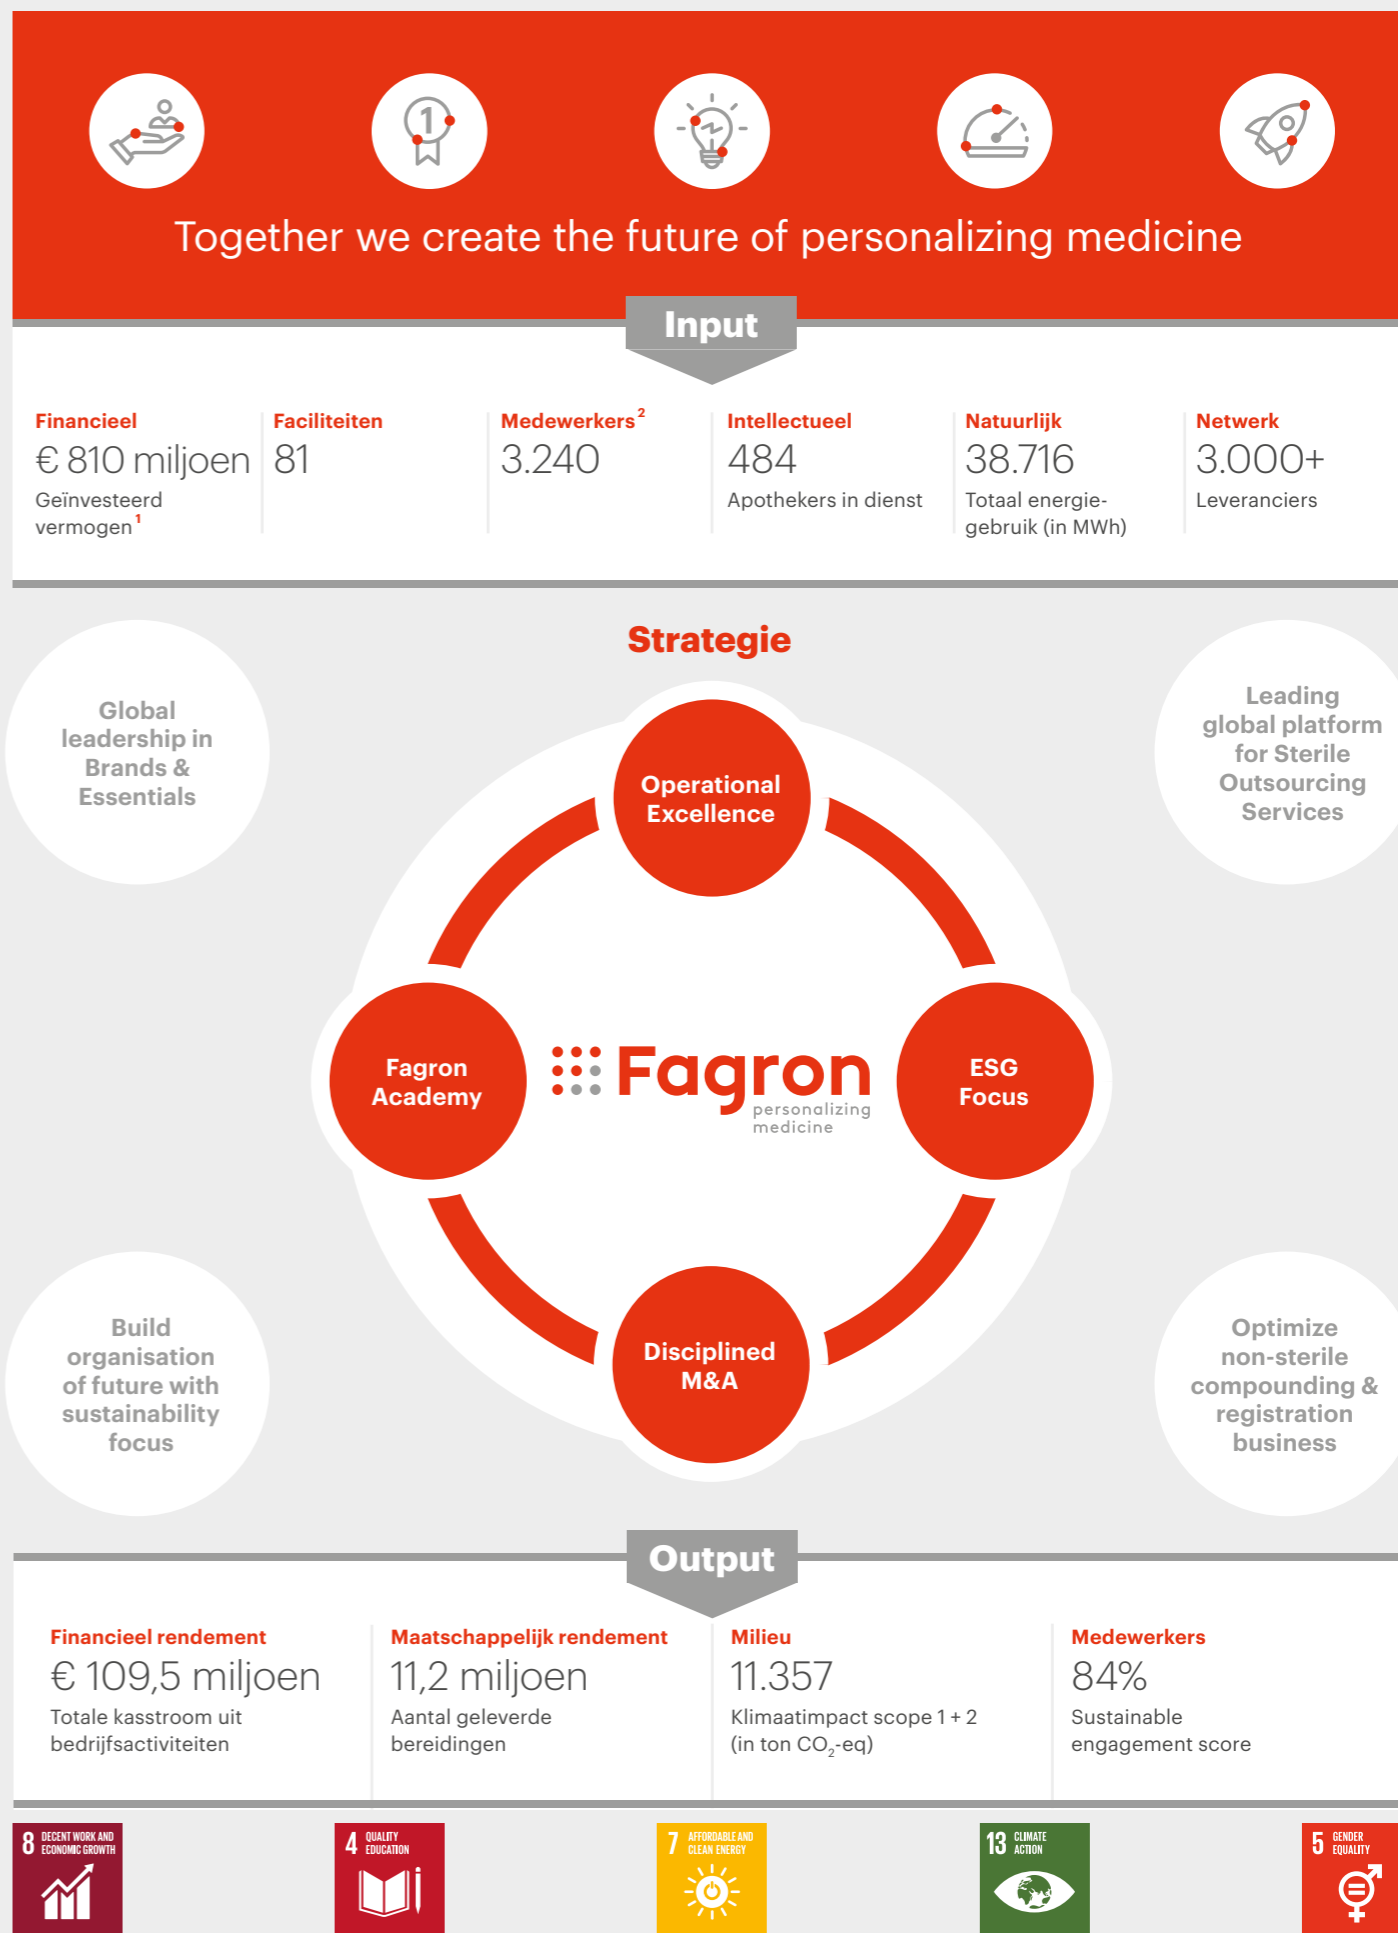 1
Together we create the future of personalizing medicine
Input
Financieel
€ 810 miljoen
Geïnvesteerd
vermogen 1
Faciliteiten
81
Medewerkers 2
3.240
Intellectueel
484
Apothekers in dienst
Natuurlijk
38.716
Totaal energie-
gebruik (in MWh)
Netwerk
3.000+
Leveranciers
Strategie
Global
leadership in
Brands &
Essentials
Leading
global platform
for Sterile
Outsourcing
Services
Operational
Excellence
Fagron
Academy
Fagron
personalizing
medicine
ESG
Focus
Disciplined
M&A
Build
organisation
of future with
sustainability
focus
Optimize
non-sterile
compounding &
registration
business
Output
Financieel rendement
€ 109,5 miljoen
Totale kasstroom uit
bedrijfsactiviteiten
Maatschappelijk rendement
11,2 miljoen
Aantal geleverde
bereidingen
Milieu
11.357
Klimaatimpact scope 1 + 2
(in ton CO2-eq)
Medewerkers
84%
Sustainable
engagement score
8 DECENT WORK AND
ECONOMIC GROWTH
4 QUALITY
EDUCATION
7 AFFORDABLE AND
CLEAN ENERGY
13 CLIMATE
ACTION
5 GENDER
EQUALITY